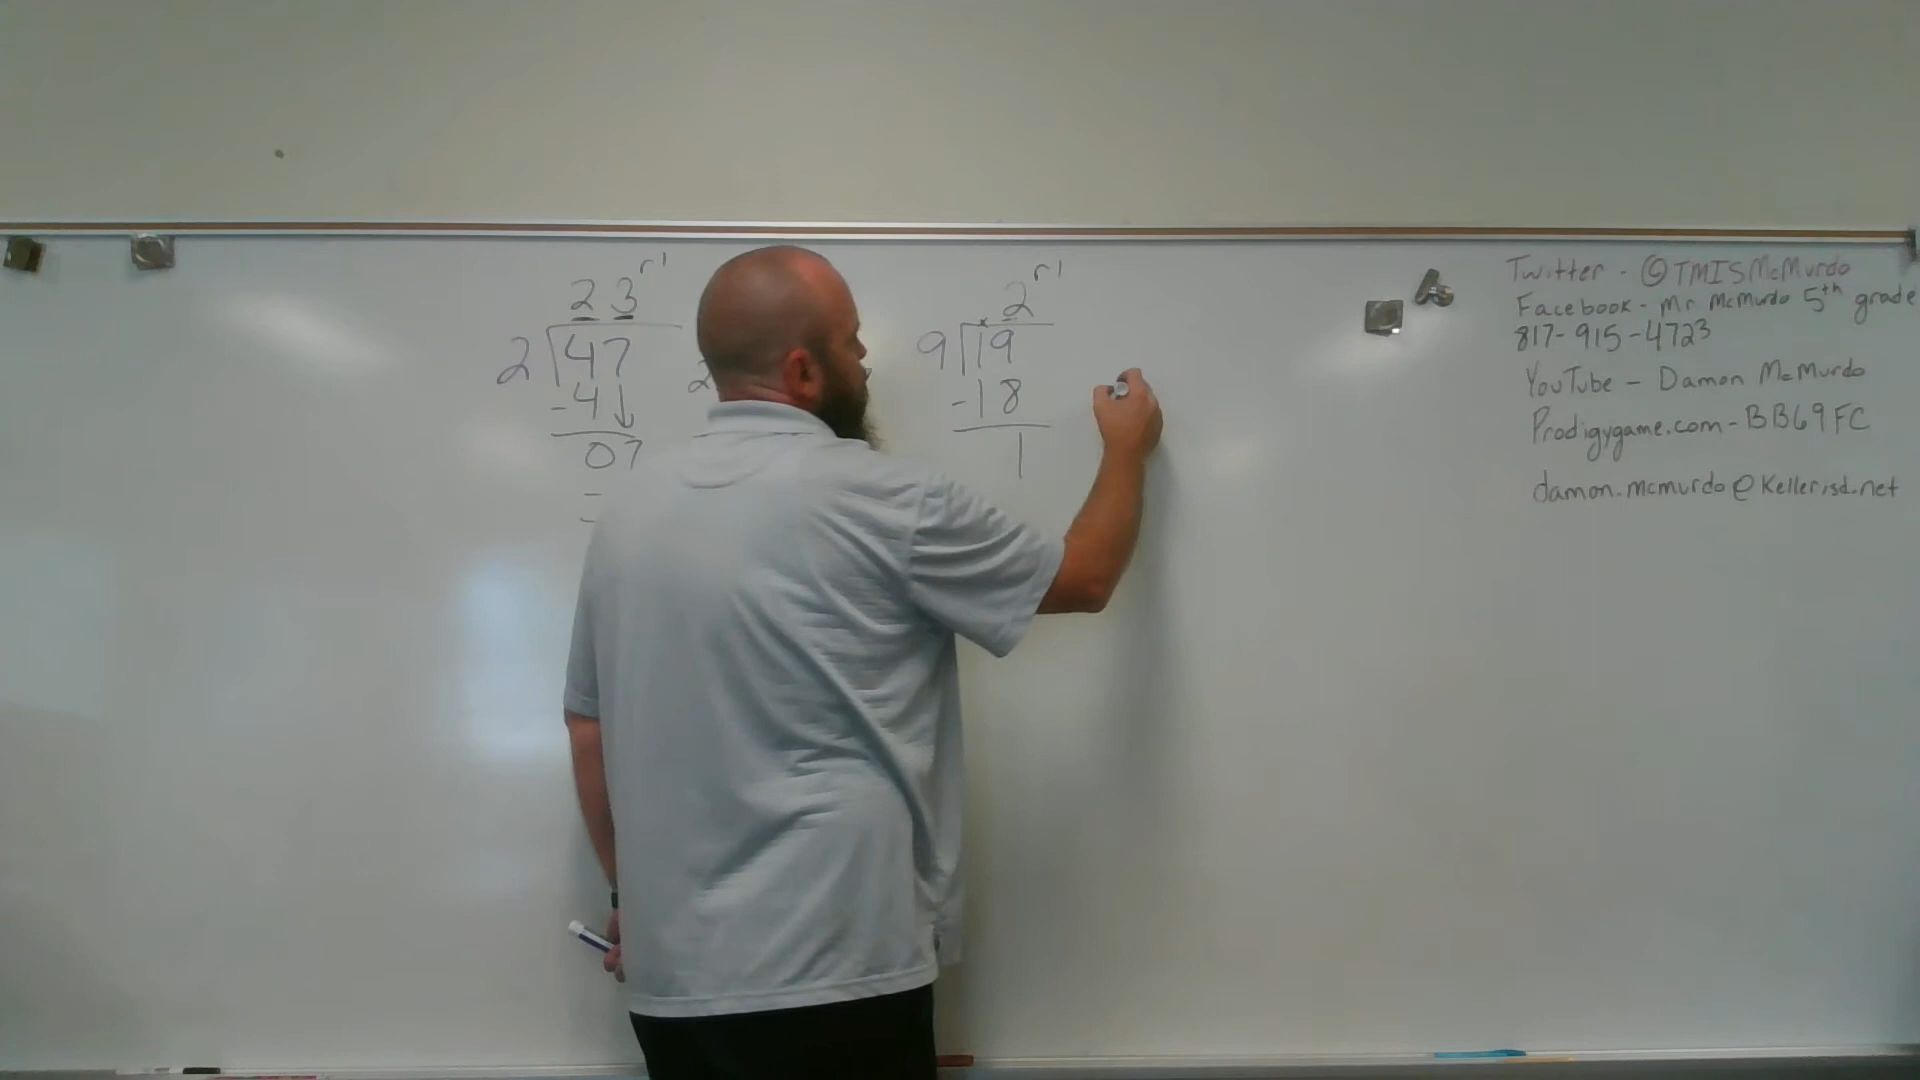 23 r1
2 47
-4
07
2
2 r1
x
9 19
-18
1
Twitter - @TMISMcMurdo
Facebook - Mr McMurdo 5th grade
817-915-4723
YouTube - Damon McMurdo
Prodigygame.com - BB69FC
damon.mcmurdo@Kellerisd.net